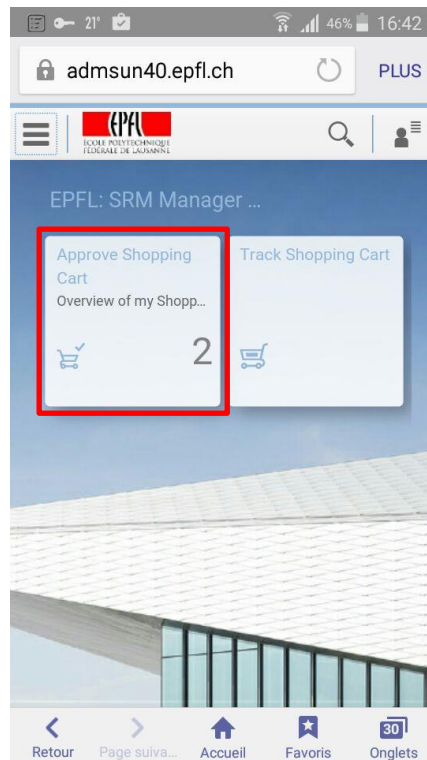 21° 46% 16:42
admsun40.epfl.ch PLUS
EPFL
ÉCOLE POLYTECHNIQUE
FÉDÉRALE DE LAUSANNE
EPFL: SRM Manager ...
Approve Shopping
Cart
Overview of my Shopp...
2
Track Shopping Cart
Retour Page suiva... Accueil Favoris 30 Onglets